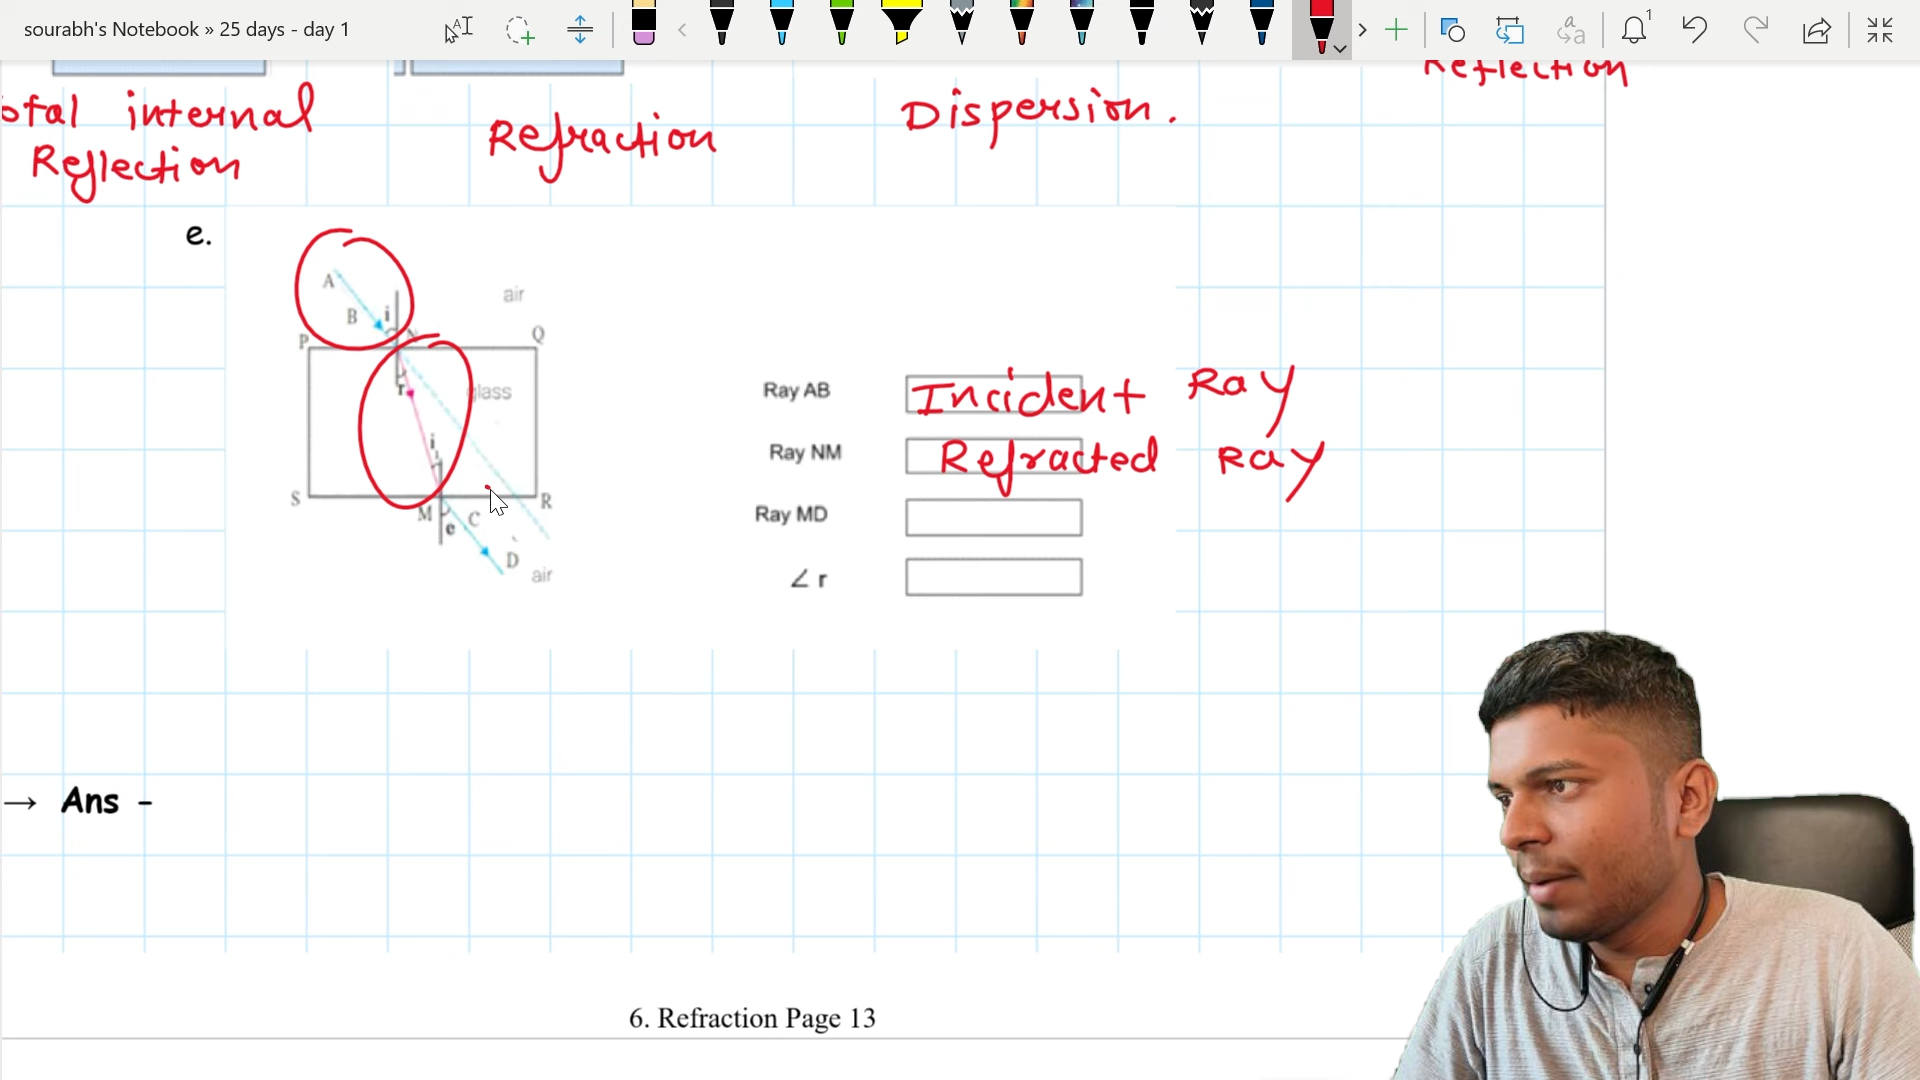 sourabh's Notebook » 25 days - day 1
Reflection
otal internal
Reflection
Refraction
Dispersion.
e.
A
B
i
N
air
P
Q
r
glass
i
S
M
e
C
R
D
air
Ray AB Incident Ray
Ray NM Refracted Ray
Ray MD
∠ r
→ Ans -
6. Refraction Page 13